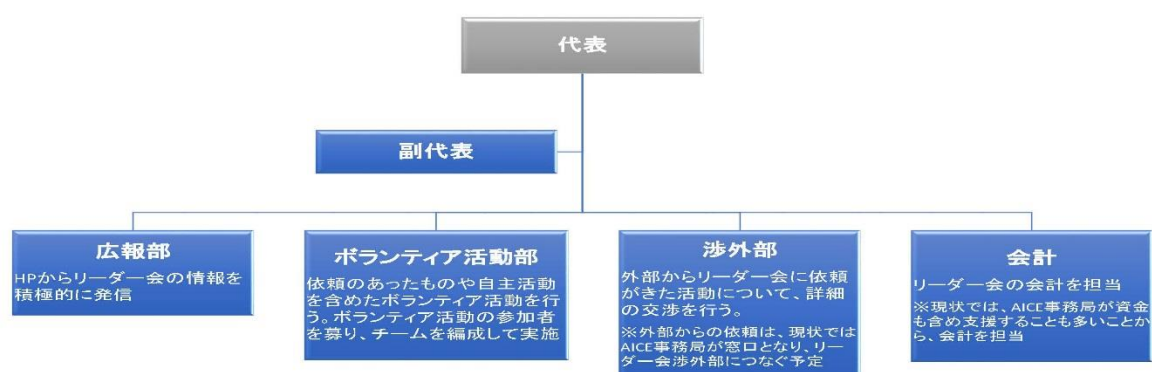 代表
副代表
広報部
HPからリーダー会の情報を
積極的に発信
ボランティア活動部
依頼のあったものや自主活動
を含めたボランティア活動を行
う。ボランティア活動の参加者
を募り、チームを編成して実施
渉外部
外部からリーダー会に依頼
がきた活動について、詳細
の交渉を行う。
※外部からの依頼は、現状では
AICE事務局が窓口となり、リー
ダー会渉外部につなぐ予定
会計
リーダー会の会計を担当
※現状では、AICE事務局が資金
も含め支援することも多いことか
ら、会計を担当